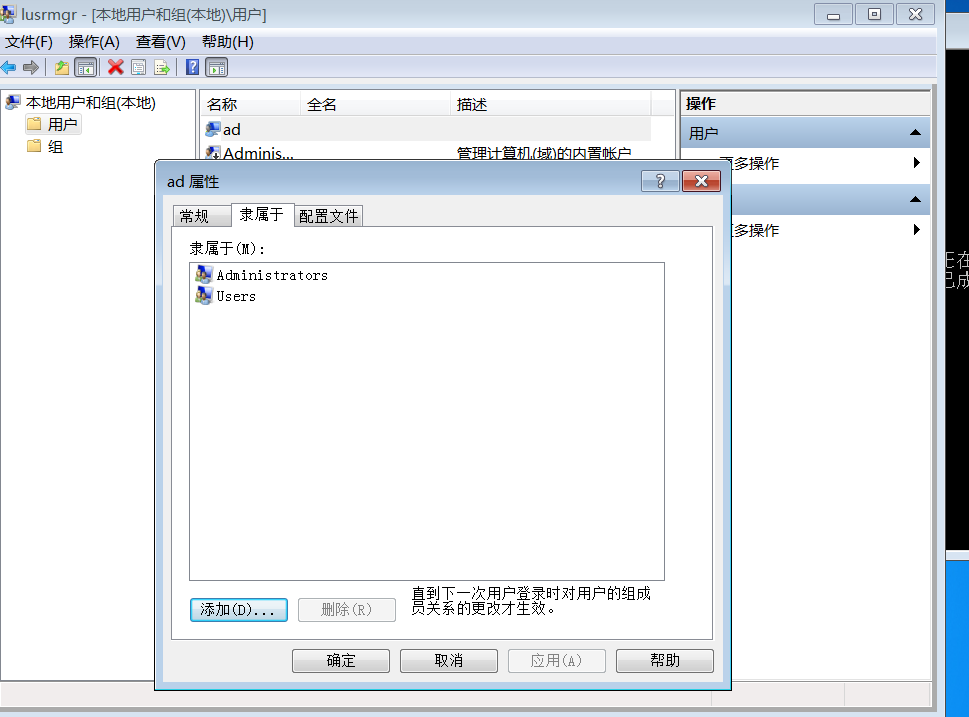 lusrmgr - [本地用户和组(本地)\用户]
文件(F) 操作(A) 查看(V) 帮助(H)
本地用户和组(本地)
用户
组
名称 全名 描述
ad
Adminis... 管理计算机(域)的内置帐户
操作
用户
更多操作
更多操作
ad 属性
常规 隶属于 配置文件
隶属于(M):
Administrators
Users
添加(D)... 删除(R)
直到下一次用户登录时对用户的组成
员关系的更改才生效。
确定 取消 应用(A) 帮助
正在
已成